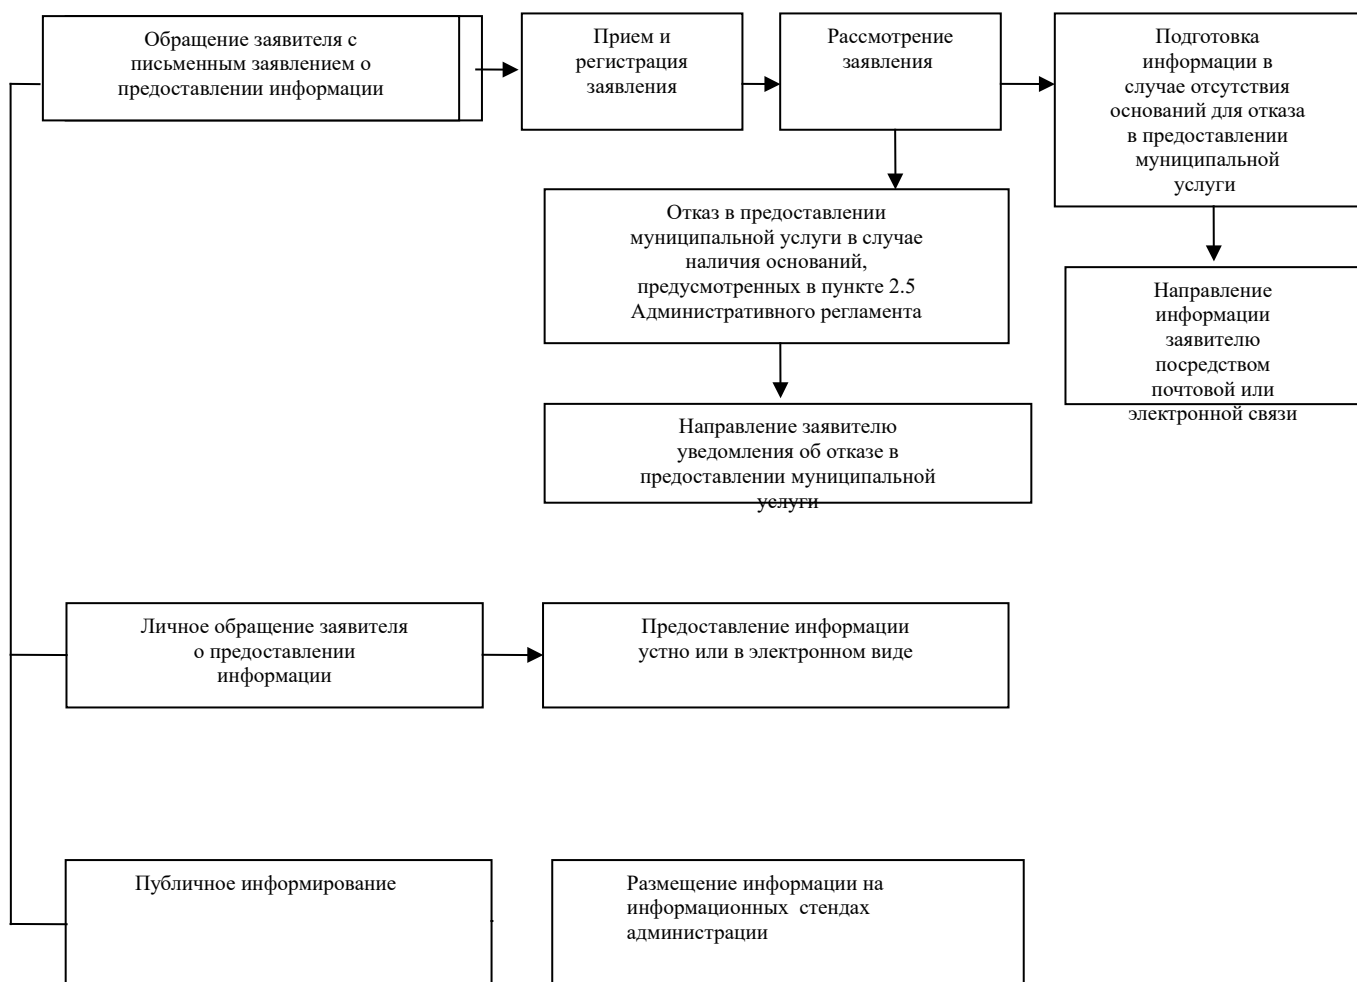 Обращение заявителя с
письменным заявлением о
предоставлении информации
Прием и
регистрация
заявления
Рассмотрение
заявления
Подготовка
информации в
случае отсутствия
оснований для отказа
в предоставлении
муниципальной
услуги
Отказ в предоставлении
муниципальной услуги в случае
наличия оснований,
предусмотренных в пункте 2.5
Административного регламента
Направление
информации
заявителю
посредством
почтовой или
электронной связи
Направление заявителю
уведомления об отказе в
предоставлении муниципальной
услуги
Личное обращение заявителя
о предоставлении
информации
Предоставление информации
устно или в электронном виде
Публичное информирование
Размещение информации на
информационных стендах
администрации